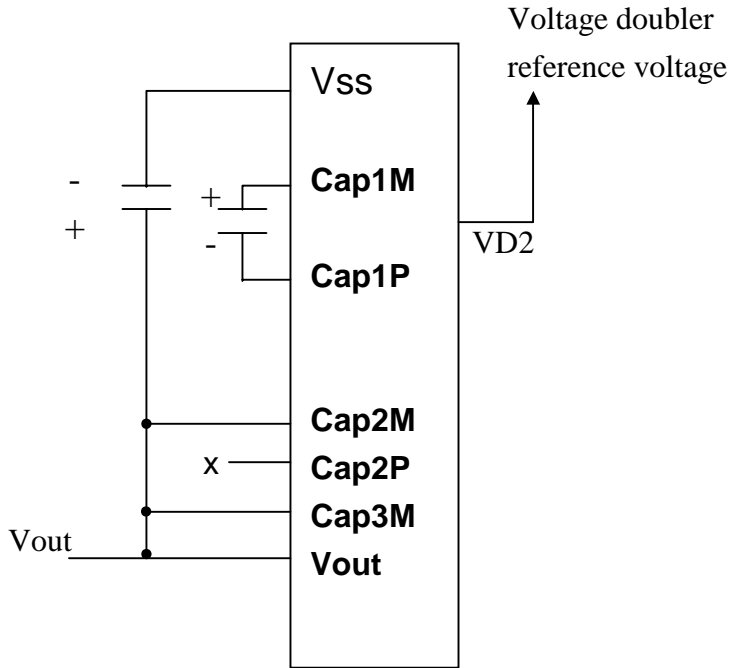 Voltage doubler
reference voltage
Vss
-
+
+
-
Cap1M
Cap1P
VD2
Cap2M
x
Cap2P
Cap3M
Vout
Vout